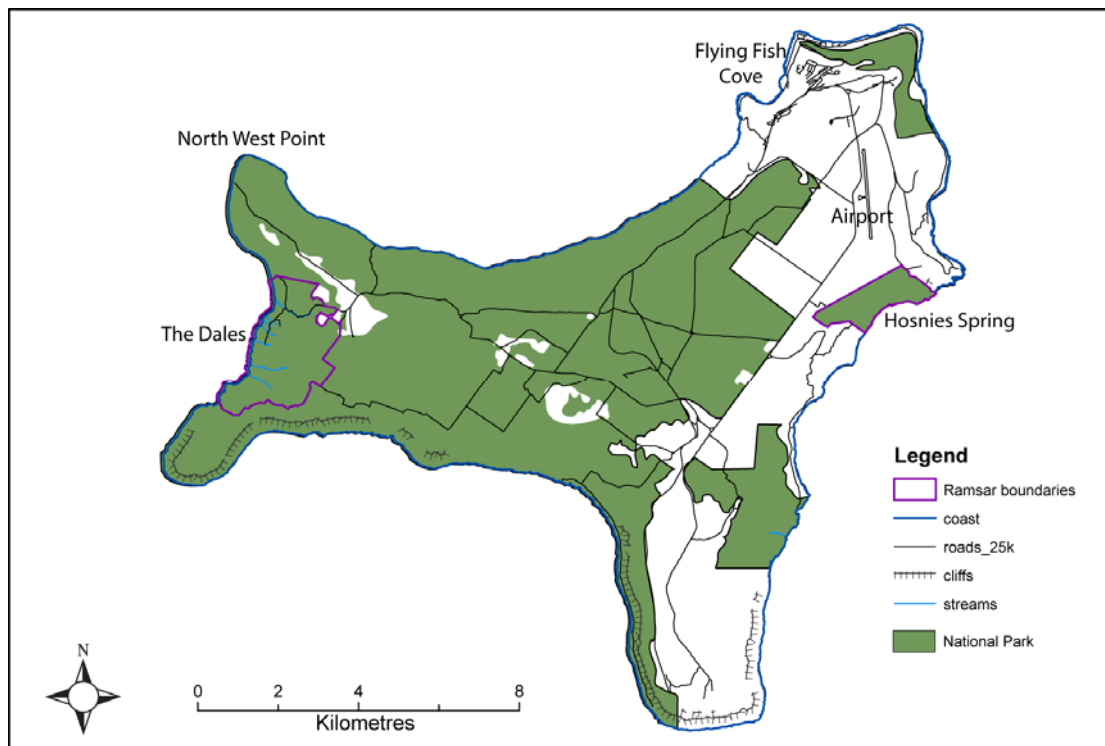 Flying Fish
Cove
North West Point
Airport
The Dales
Hosnies Spring
Legend
Ramsar boundaries
coast
roads_25k
cliffs
streams
National Park
N
0 2 4 8
Kilometres